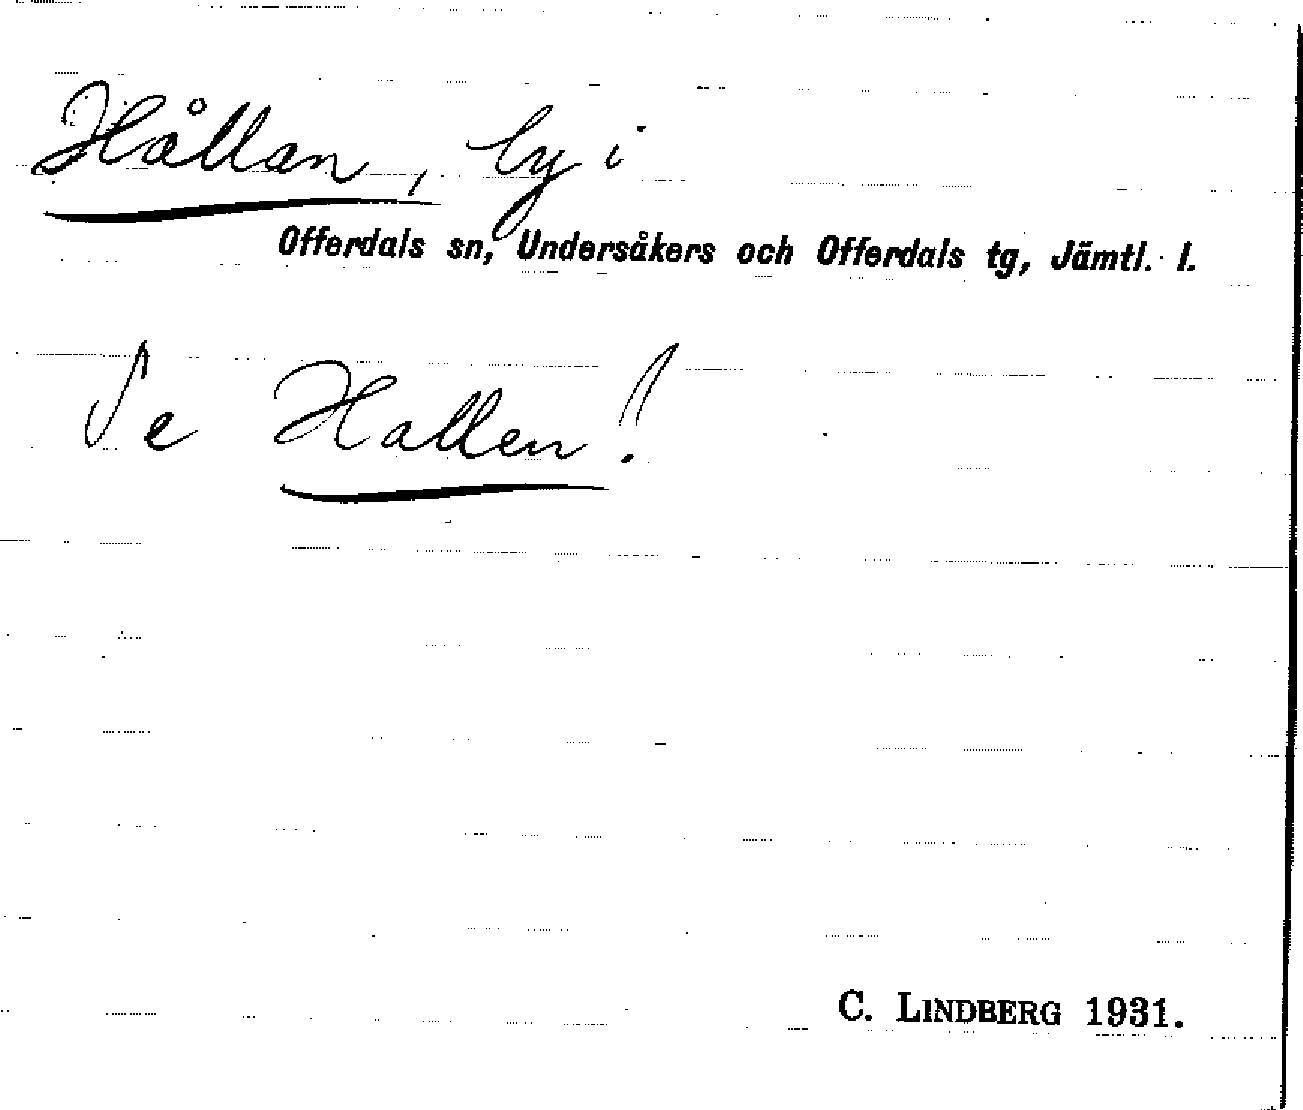 Hållan, by i
Offerdals sn, Undersåkers och Offerdals tg, Jämtl. l.
Se Hallen!
C. LINDBERG 1931.